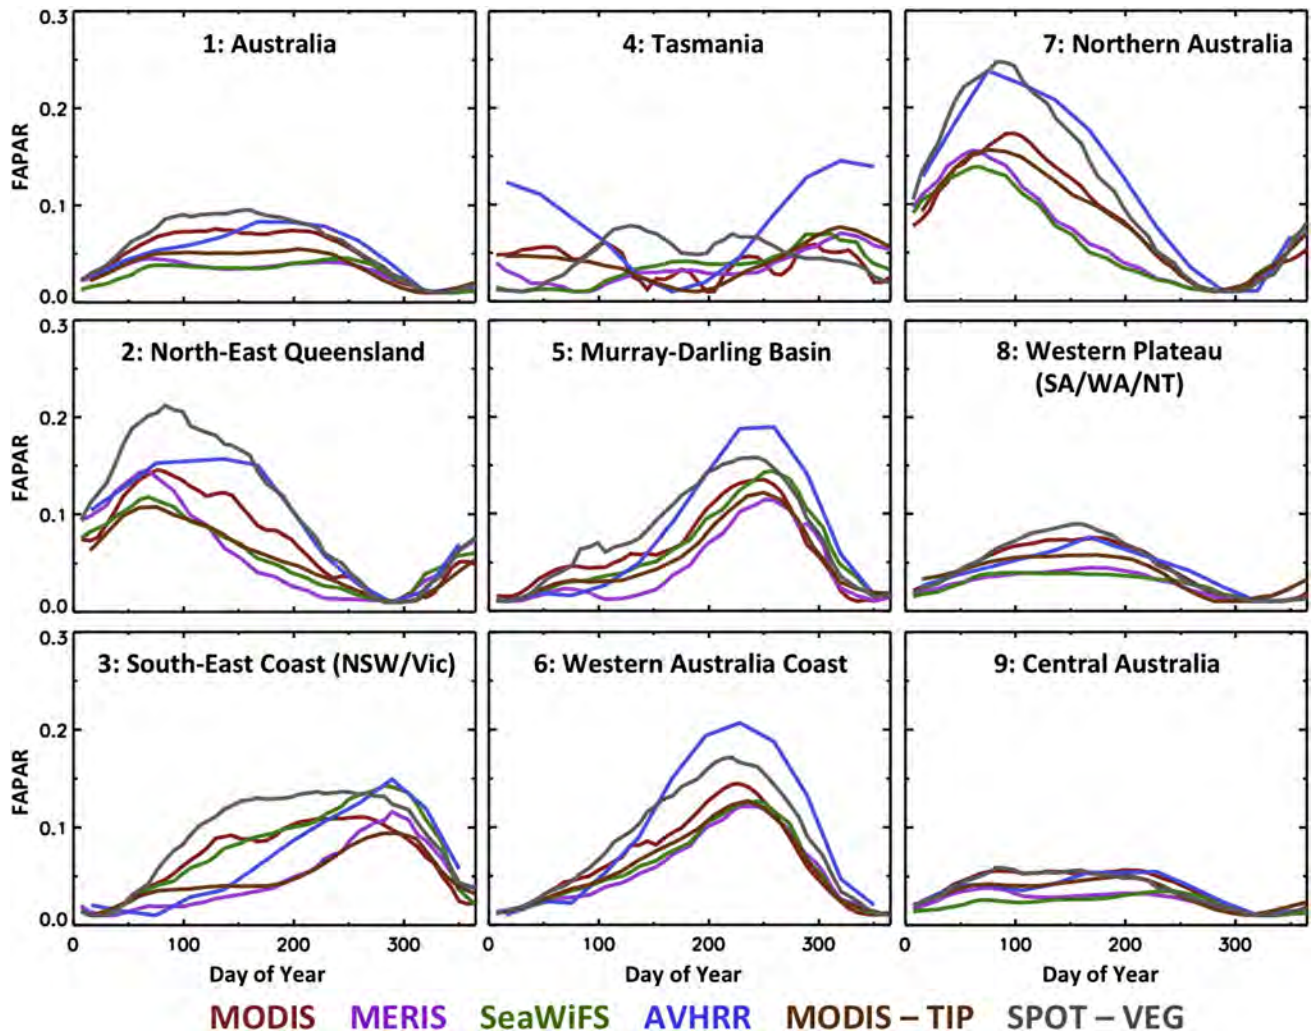 0.3
1: Australia
4: Tasmania
7: Northern Australia
0.2
FAPAR
0.1
0.0
0.3
2: North-East Queensland
5: Murray-Darling Basin
8: Western Plateau
(SA/WA/NT)
0.2
FAPAR
0.1
0.0
0.3
3: South-East Coast (NSW/Vic)
6: Western Australia Coast
9: Central Australia
0.2
FAPAR
0.1
0.0
0 100 200 300
0 100 200 300
0 100 200 300
Day of Year
Day of Year
Day of Year
MODIS MERIS SeaWiFS AVHRR MODIS – TIP SPOT – VEG